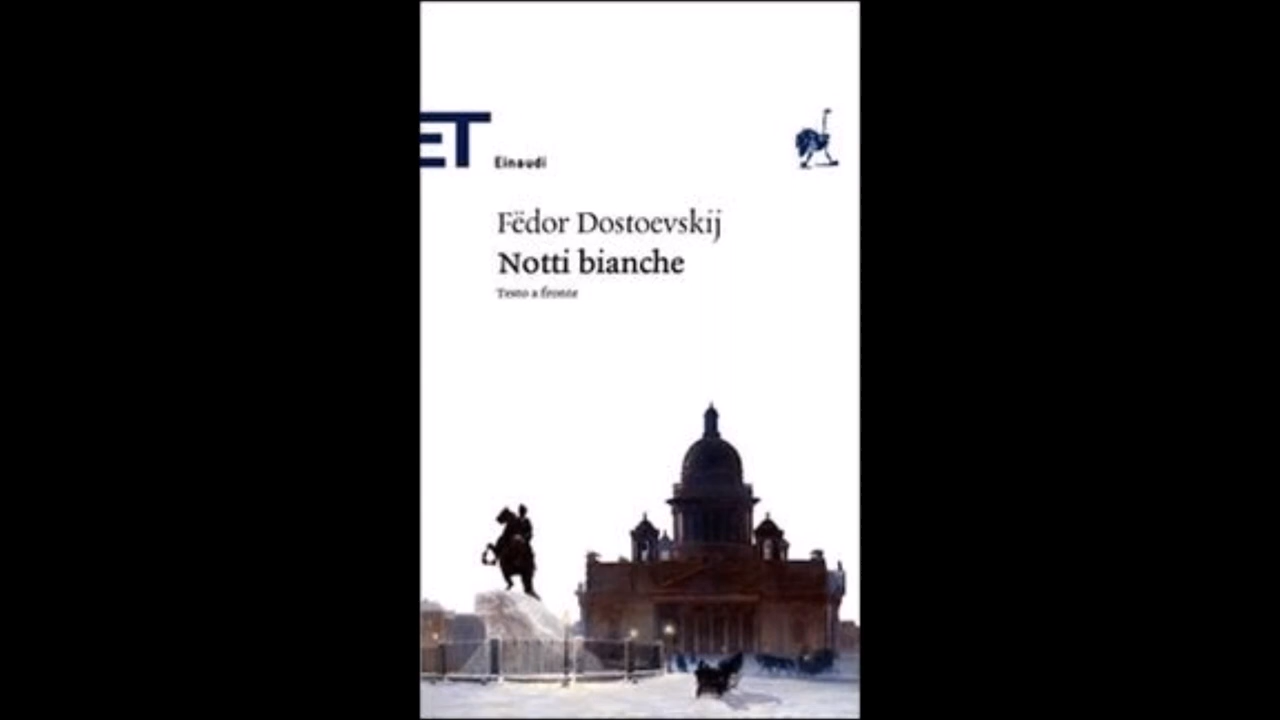 ET
Einaudi
Fëdor Dostoevskij
Notti bianche
Testo a fronte